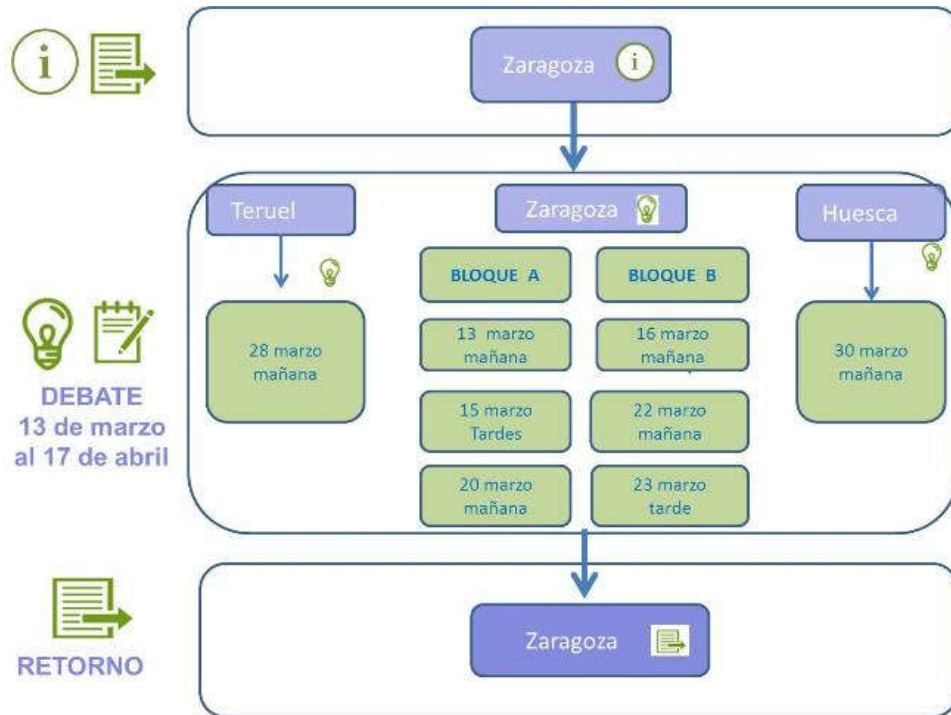 Zaragoza
Teruel
Zaragoza
Huesca
BLOQUE A
BLOQUE B
28 marzo
mañana
13 marzo
mañana
16 marzo
mañana
30 marzo
mañana
15 marzo
Tardes
22 marzo
mañana
20 marzo
mañana
23 marzo
tarde
DEBATE
13 de marzo
al 17 de abril
Zaragoza
RETORNO